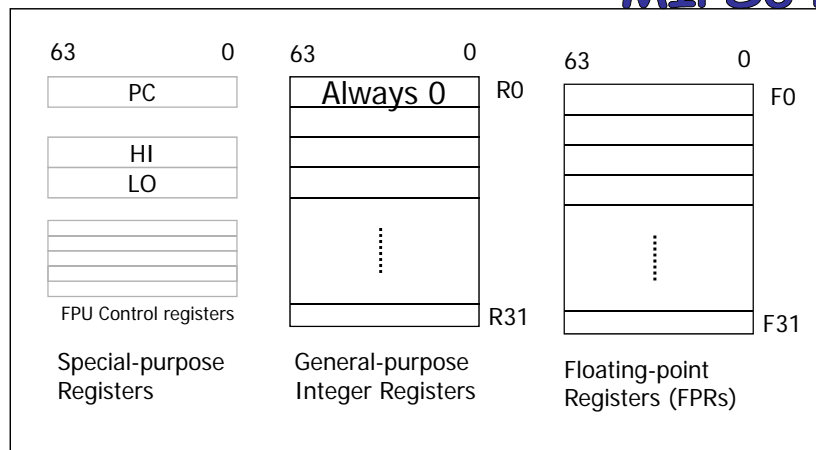 63 0
PC
HI
LO
FPU Control registers
Special-purpose
Registers
63 0
Always 0 R0
R31
General-purpose
Integer Registers
63 0
F0
F31
Floating-point
Registers (FPRs)